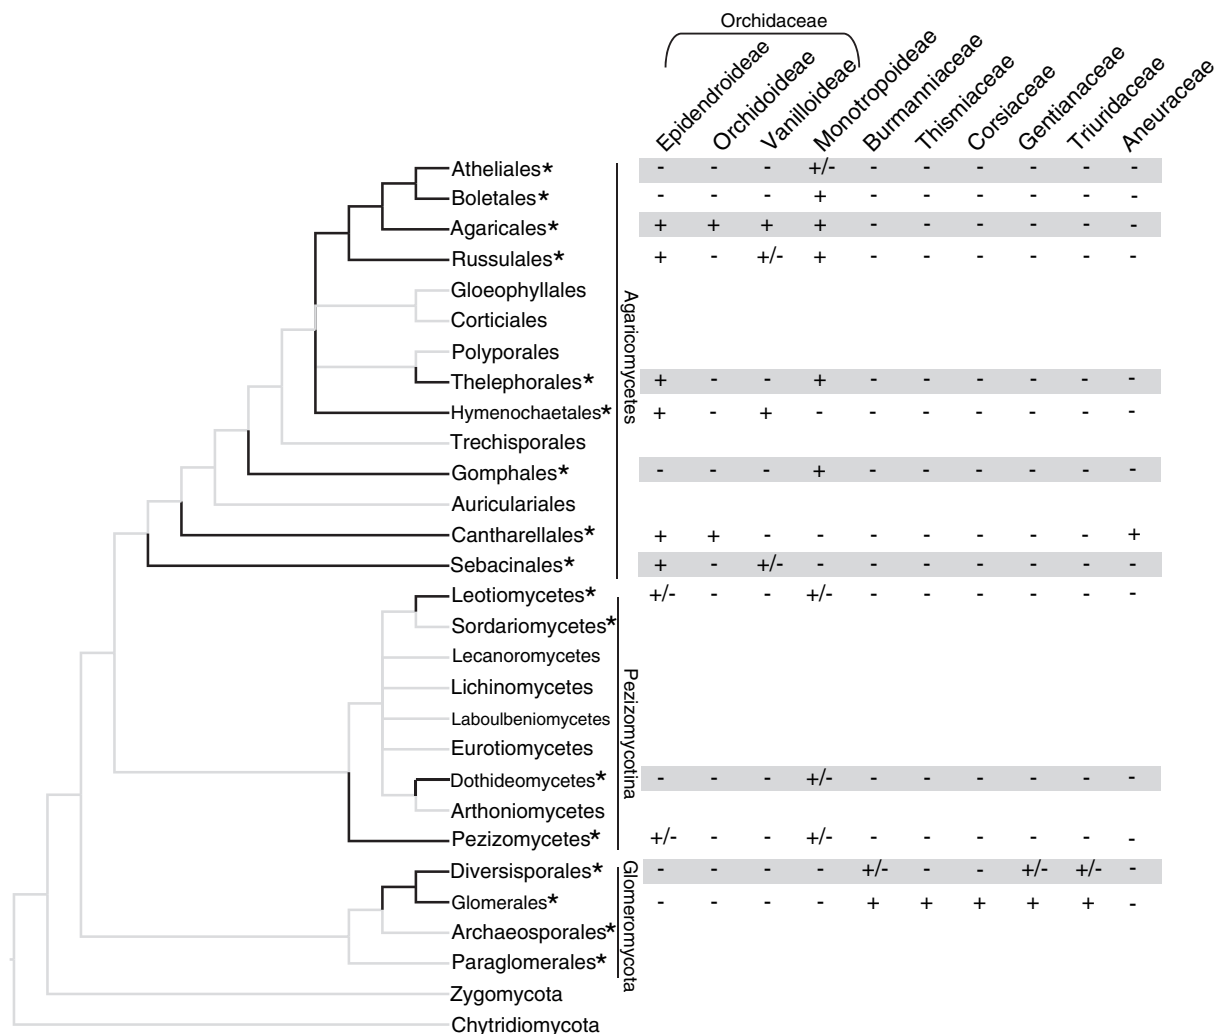 Orchidaceae
Epidendroideae
Orchidoideae
Vanilloideae
Monotropoideae
Burmanniaceae
Thismiaceae
Corsiaceae
Gentianaceae
Triuridaceae
Aneuraceae
Atheliales* - - - +/- - - - - - -
Boletales* - - - + - - - - - -
Agaricales* + + + + - - - - - -
Russulales* + - +/- + - - - - - -
Gloeophyllales
Corticiales
Polyporales
Thelephorales* + - - + - - - - - -
Hymenochaetales* + - + - - - - - - -
Trechisporales
Gomphales* - - - + - - - - - -
Auriculariales
Cantharellales* + + - - - - - - - +
Sebacinales* + - +/- - - - - - - -
Agaricomycetes
Leotiomycetes* +/- - - +/- - - - - - -
Sordariomycetes*
Lecanoromycetes
Lichinomycetes
Laboulbeniomycetes
Eurotiomycetes
Dothideomycetes* - - - +/- - - - - - -
Arthoniomycetes
Pezizomycetes* +/- - - +/- - - - - - -
Pezizomycotina
Diversisporales* - - - - +/- - - +/- +/- -
Glomerales* - - - - + + + + + -
Archaeosporales*
Paraglomerales*
Glomeromycota
Zygomycota
Chytridiomycota